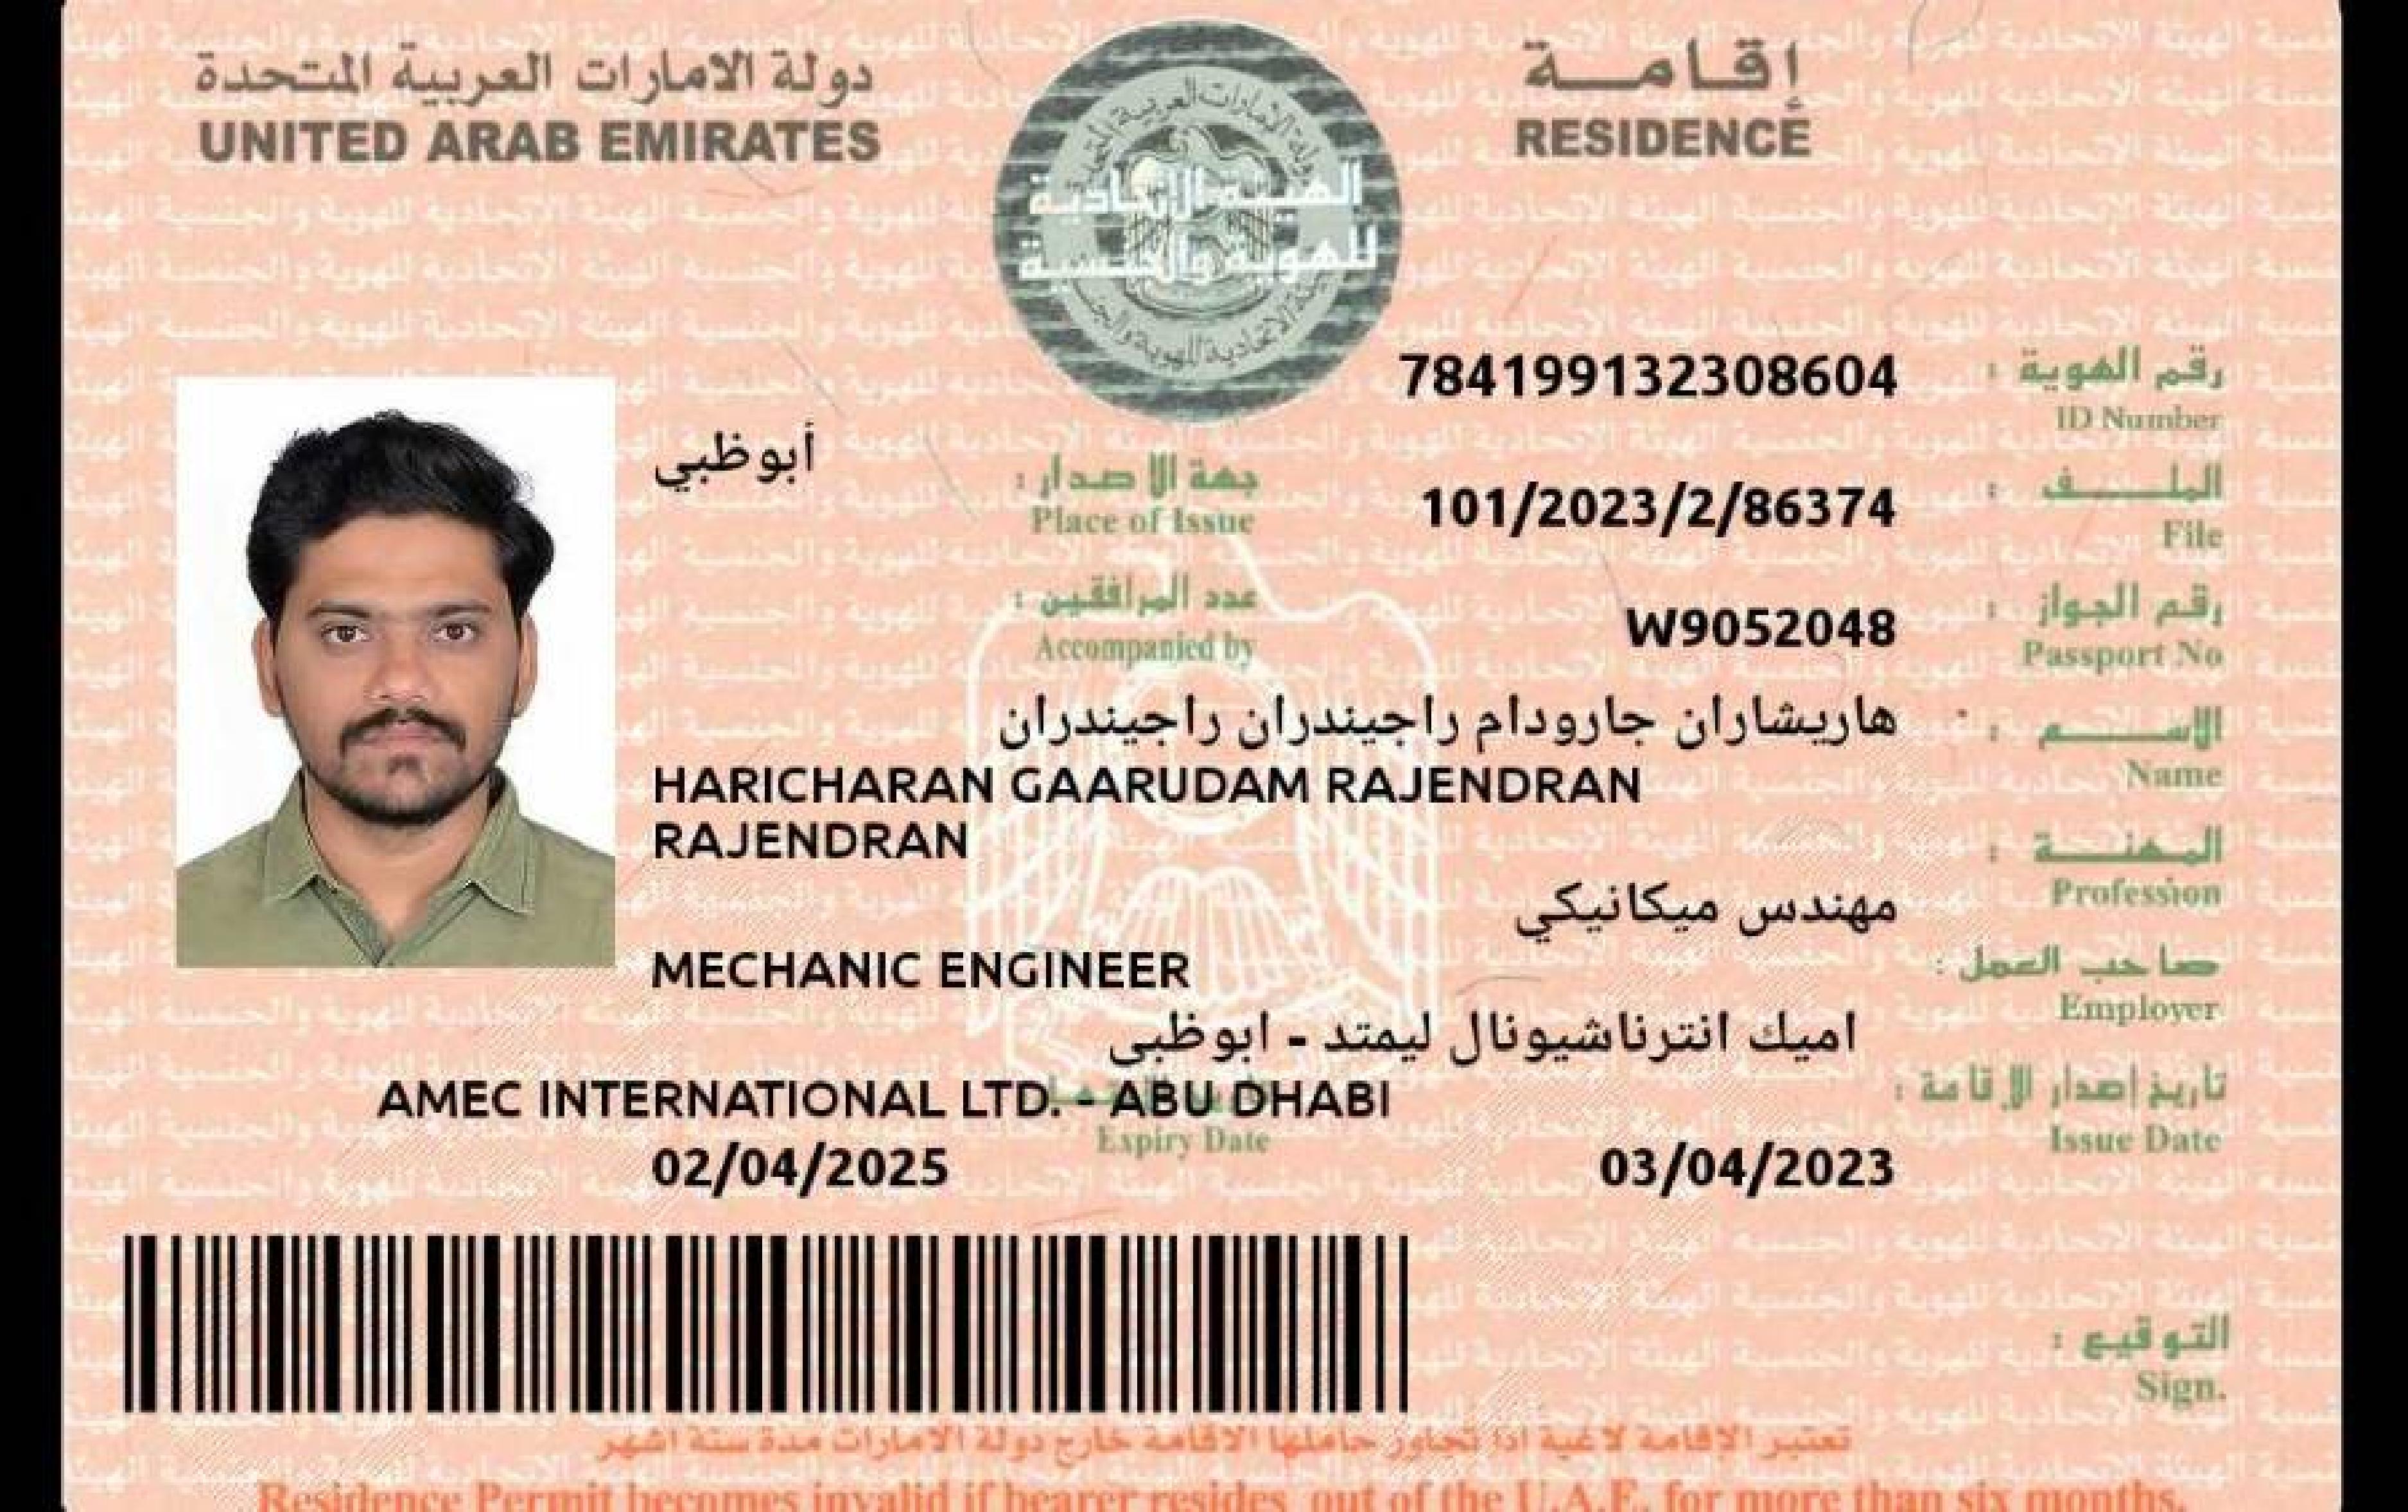 دولة الامارات العربية المتحدة
UNITED ARAB EMIRATES
إقامة
RESIDENCE
الهيئة الإتحادية
للهوية والجنسية
رقم الهوية :
784199132308604
ID Number
أبوظبي
جهة الاصدار :
Place of Issue
الملف :
101/2023/2/86374
File
عدد المرافقين :
Accompanied by
رقم الجواز :
W9052048
Passport No
الاسم :
هاريشاران جارودام راجيندران راجيندران
Name
HARICHARAN GAARUDAM RAJENDRAN
RAJENDRAN
المهنة :
Profession
مهندس ميكانيكي
MECHANIC ENGINEER
صاحب العمل :
Employer
اميك انترناشيونال ليمتد - ابوظبى
AMEC INTERNATIONAL LTD. - ABU DHABI
تاريخ إصدار الإقامة :
Issue Date
03/04/2023
Expiry Date
02/04/2025
التوقيع :
Sign.
تعتبر الإقامة لاغية اذا تجاوز حاملها الاقامة خارج دولة الامارات مدة ستة اشهر
Residence Permit becomes invalid if bearer resides out of the U.A.E. for more than six months.